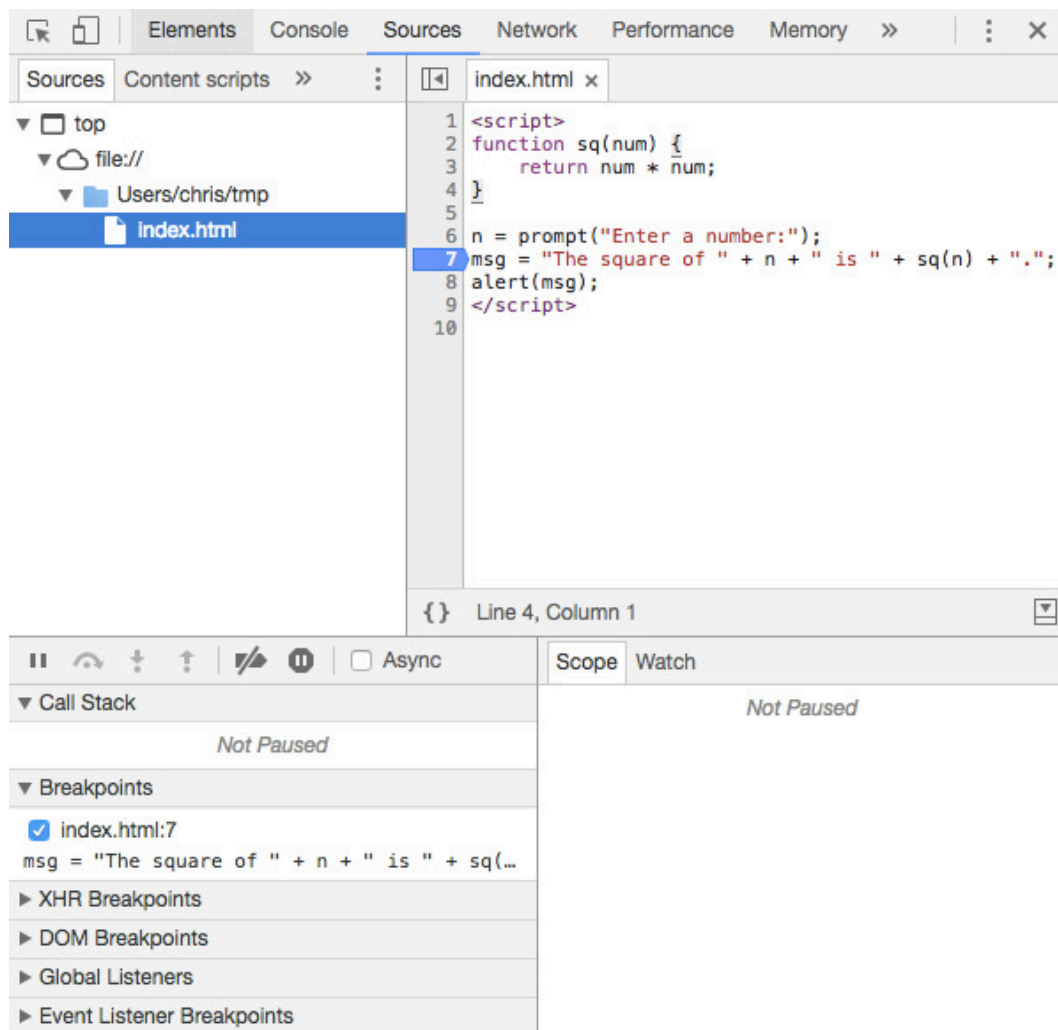 Elements Console Sources Network Performance Memory »
Sources Content scripts »
index.html ×
top
file://
Users/chris/tmp
index.html
1 <script>
2 function sq(num) {
3     return num * num;
4 }
5
6 n = prompt("Enter a number:");
7 msg = "The square of " + n + " is " + sq(n) + ".";
8 alert(msg);
9 </script>
10
{} Line 4, Column 1
Async
Scope Watch
Call Stack
Not Paused
Not Paused
Breakpoints
index.html:7
msg = "The square of " + n + " is " + sq(…
XHR Breakpoints
DOM Breakpoints
Global Listeners
Event Listener Breakpoints